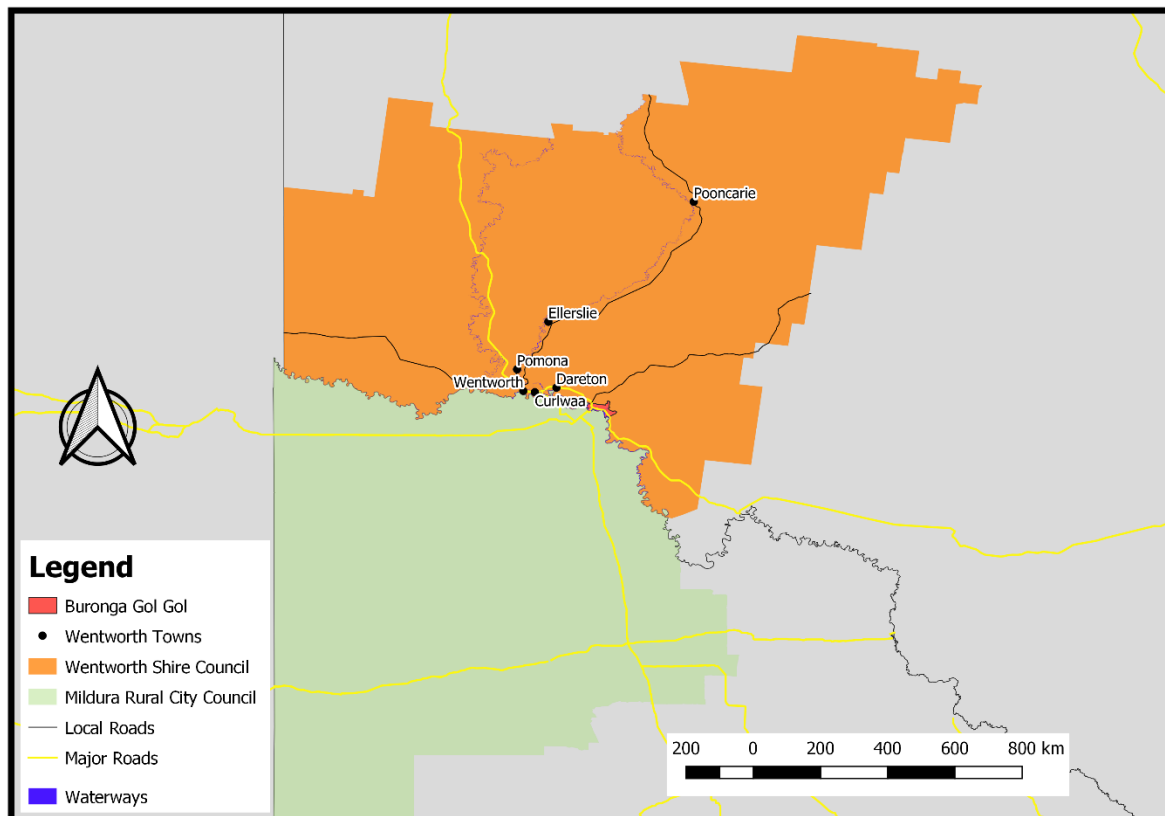 Pooncarie
Ellerslie
Pomona
Wentworth
Dareton
Curlwaa
Legend
Buronga Gol Gol
Wentworth Towns
Wentworth Shire Council
Mildura Rural City Council
Local Roads
Major Roads
Waterways
200 0 200 400 600 800 km